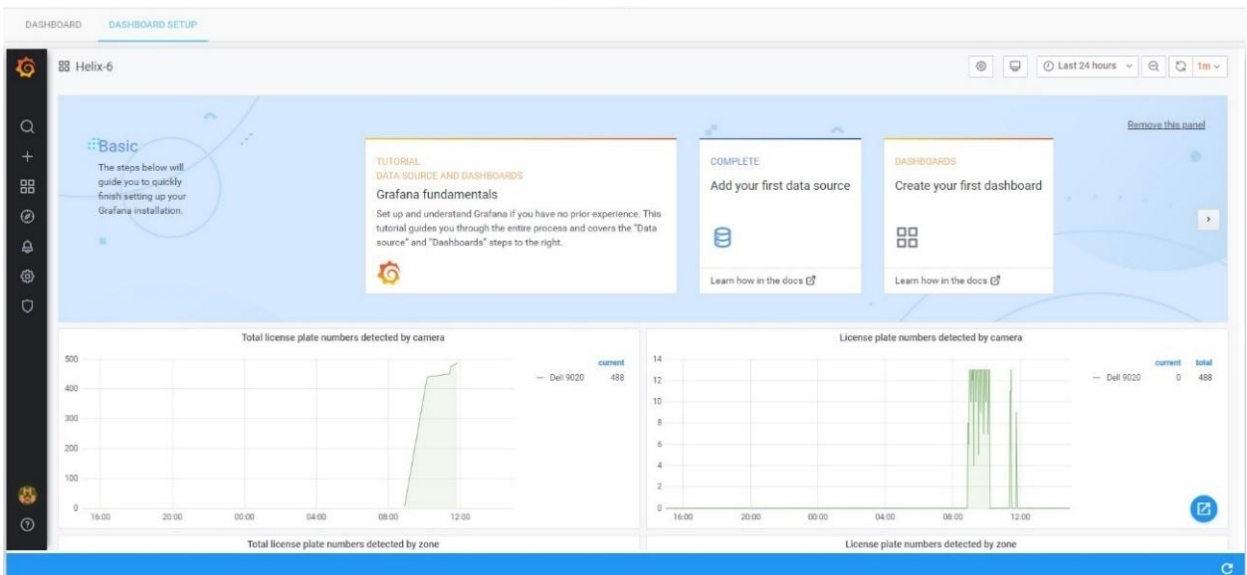 DASHBOARD
DASHBOARD SETUP
Helix-6
Last 24 hours
1m
Remove this panel
Basic
The steps below will
guide you to quickly
finish setting up your
Grafana installation.
TUTORIAL
DATA SOURCE AND DASHBOARDS
Grafana fundamentals
Set up and understand Grafana if you have no prior experience. This
tutorial guides you through the entire process and covers the "Data
source" and "Dashboards" steps to the right.
COMPLETE
Add your first data source
Learn how in the docs
DASHBOARDS
Create your first dashboard
Learn how in the docs
Total license plate numbers detected by camera
500
400
300
200
100
0
16:00 20:00 00:00 04:00 08:00 12:00
current
Dell 9020 488
License plate numbers detected by camera
14
12
10
8
6
4
2
0
16:00 20:00 00:00 04:00 08:00 12:00
current total
Dell 9020 0 488
Total license plate numbers detected by zone
License plate numbers detected by zone